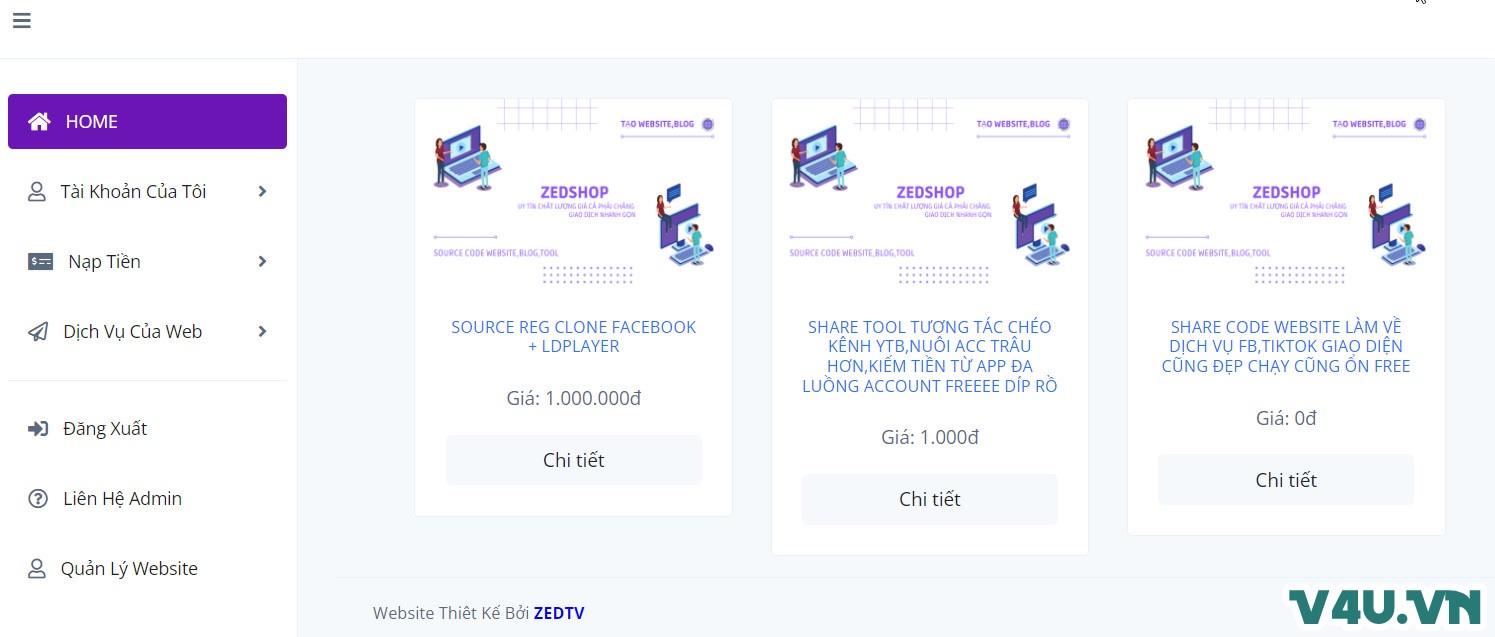 HOME
Tài Khoản Của Tôi
Nạp Tiền
Dịch Vụ Của Web
Đăng Xuất
Liên Hệ Admin
Quản Lý Website
TẠO WEBSITE,BLOG
ZEDSHOP
UY TÍN CHẤT LƯỢNG GIÁ CẢ PHẢI CHĂNG
GIAO DỊCH NHANH GỌN
SOURCE CODE WEBSITE,BLOG,TOOL
SOURCE REG CLONE FACEBOOK
+ LDPLAYER
Giá: 1.000.000đ
Chi tiết
TẠO WEBSITE,BLOG
ZEDSHOP
UY TÍN CHẤT LƯỢNG GIÁ CẢ PHẢI CHĂNG
GIAO DỊCH NHANH GỌN
SOURCE CODE WEBSITE,BLOG,TOOL
SHARE TOOL TƯƠNG TÁC CHÉO
KÊNH YTB,NUÔI ACC TRÂU
HƠN,KIẾM TIỀN TỪ APP ĐA
LUỒNG ACCOUNT FREEEE DÍP RỒ
Giá: 1.000đ
Chi tiết
TẠO WEBSITE,BLOG
ZEDSHOP
UY TÍN CHẤT LƯỢNG GIÁ CẢ PHẢI CHĂNG
GIAO DỊCH NHANH GỌN
SOURCE CODE WEBSITE,BLOG,TOOL
SHARE CODE WEBSITE LÀM VỀ
DỊCH VỤ FB,TIKTOK GIAO DIỆN
CŨNG ĐẸP CHẠY CŨNG ỔN FREE
Giá: 0đ
Chi tiết
Website Thiêt Kế Bởi ZEDTV
V4U.VN